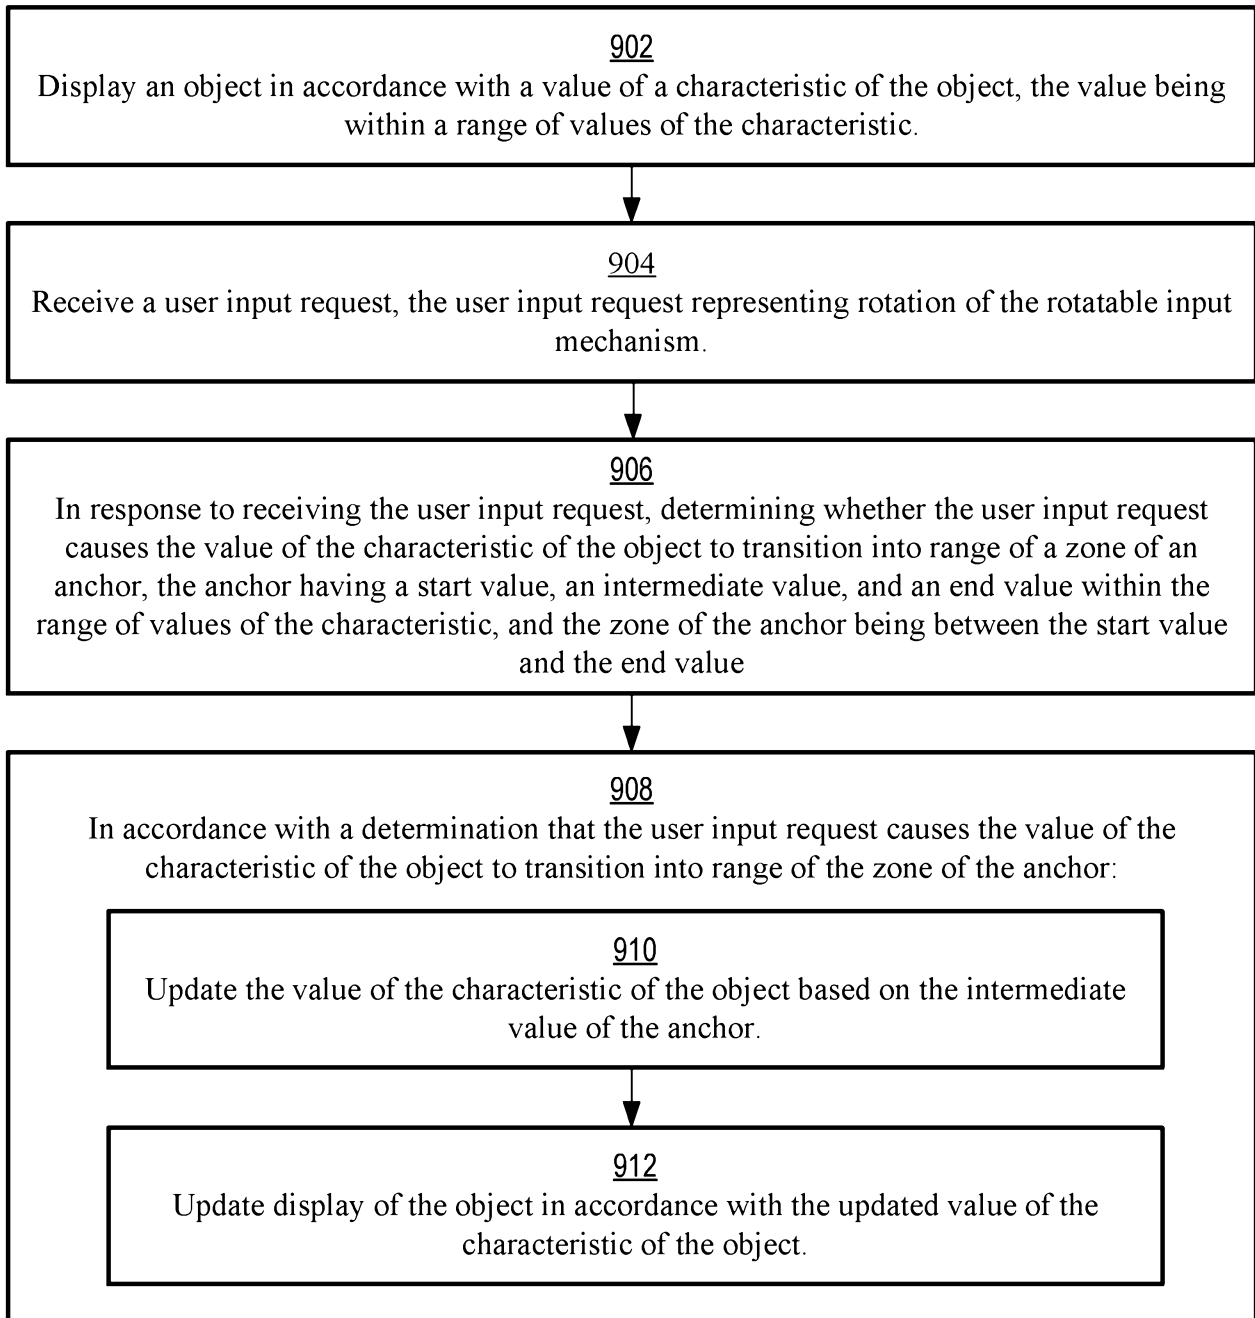 902
Display an object in accordance with a value of a characteristic of the object, the value being
within a range of values of the characteristic.
904
Receive a user input request, the user input request representing rotation of the rotatable input
mechanism.
906
In response to receiving the user input request, determining whether the user input request
causes the value of the characteristic of the object to transition into range of a zone of an
anchor, the anchor having a start value, an intermediate value, and an end value within the
range of values of the characteristic, and the zone of the anchor being between the start value
and the end value
908
In accordance with a determination that the user input request causes the value of the
characteristic of the object to transition into range of the zone of the anchor:
910
Update the value of the characteristic of the object based on the intermediate
value of the anchor.
912
Update display of the object in accordance with the updated value of the
characteristic of the object.